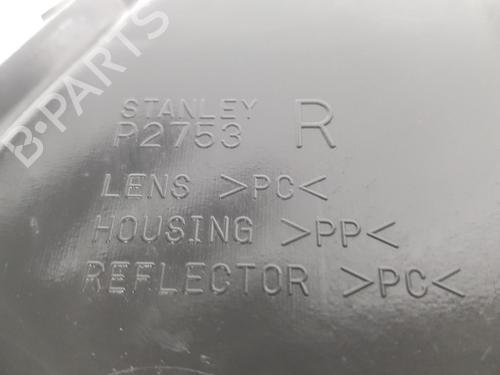 B-PARTS
STANLEY
P2753 R
LENS >PC<
HOUSING >PP<
REFLECTOR >PC<